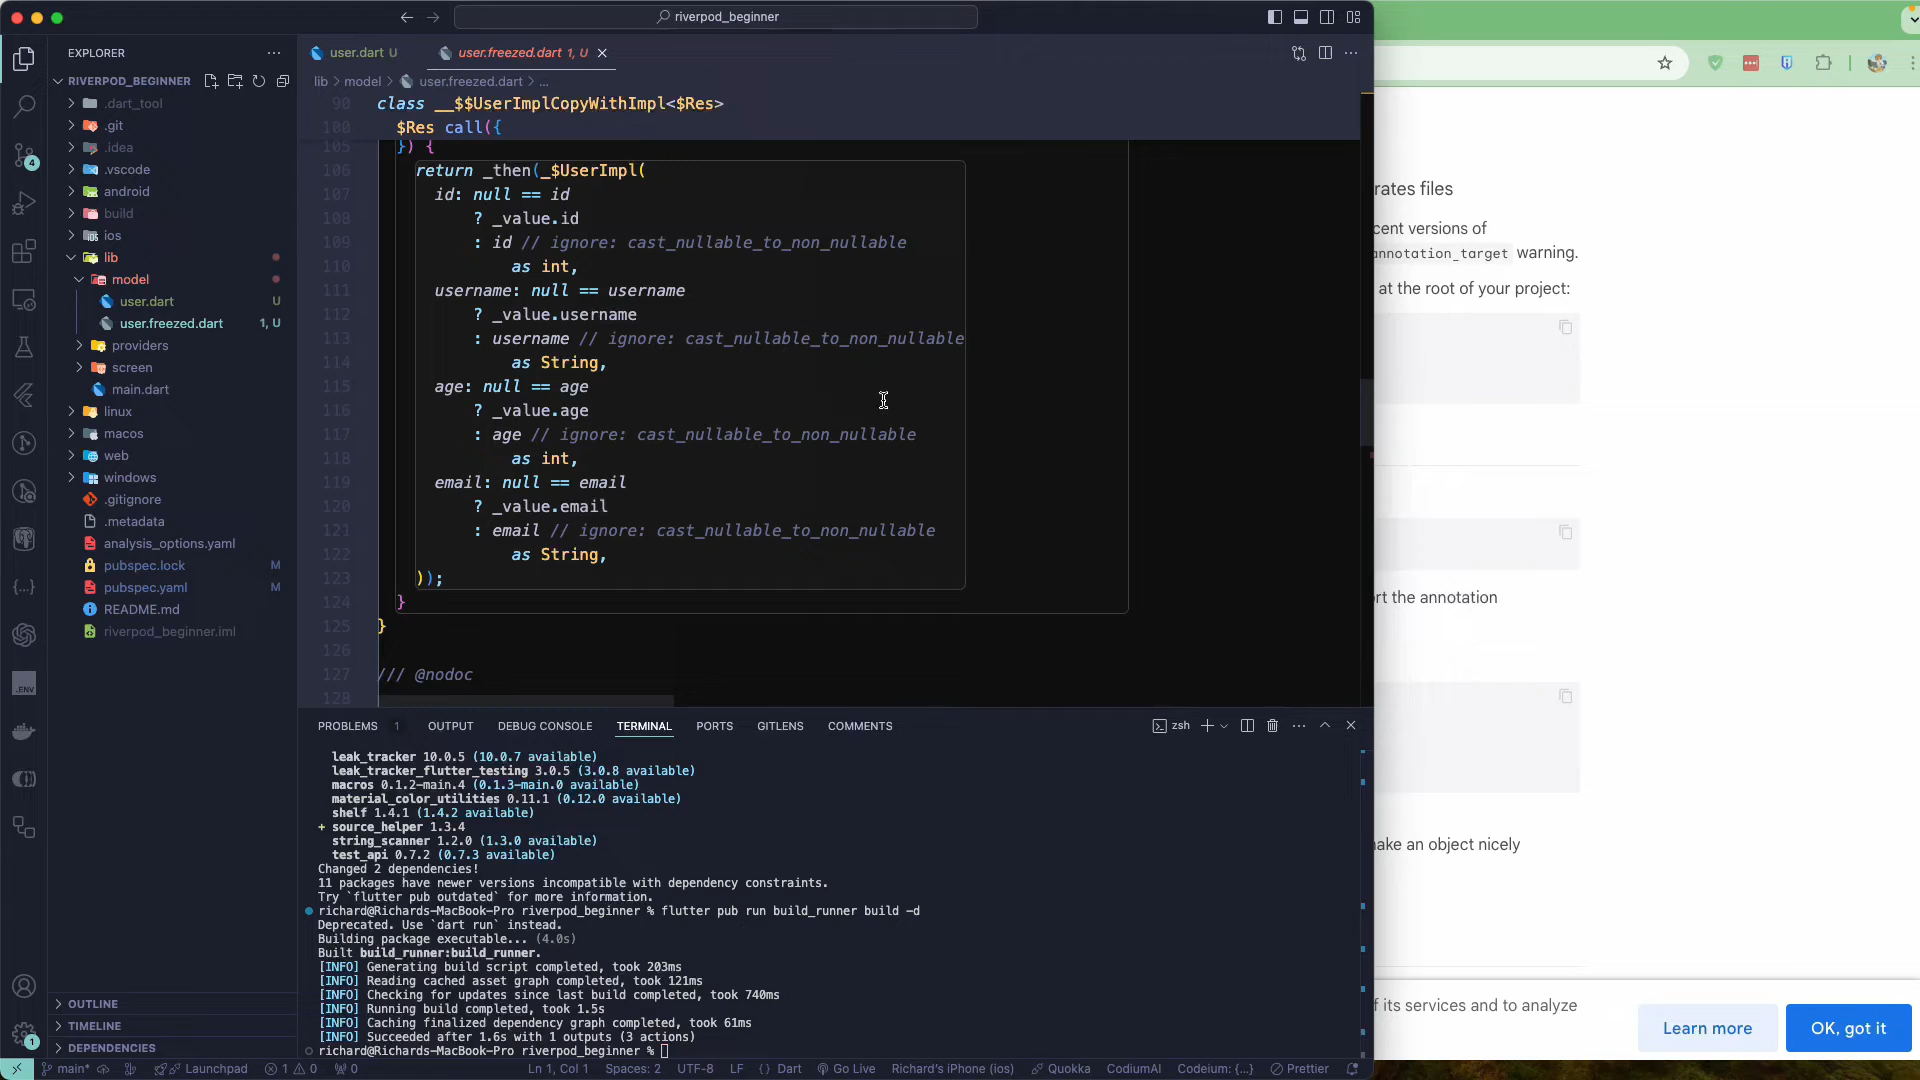 riverpod_beginner
EXPLORER
RIVERPOD_BEGINNER
.dart_tool
.git
.idea
.vscode
android
build
ios
lib
model
user.dart U
user.freezed.dart 1, U
providers
screen
main.dart
linux
macos
web
windows
.gitignore
.metadata
analysis_options.yaml
pubspec.lock M
pubspec.yaml M
README.md
riverpod_beginner.iml
OUTLINE
TIMELINE
DEPENDENCIES
4
.ENV
1
user.dart U
user.freezed.dart 1, U
lib > model > user.freezed.dart > ...
90 class __$$UserImplCopyWithImpl<$Res>
100 $Res call({
105 }) {
106 return _then(_$UserImpl(
107 id: null == id
108 ? _value.id
109 : id // ignore: cast_nullable_to_non_nullable
110 as int,
111 username: null == username
112 ? _value.username
113 : username // ignore: cast_nullable_to_non_nullable
114 as String,
115 age: null == age
116 ? _value.age
117 : age // ignore: cast_nullable_to_non_nullable
118 as int,
119 email: null == email
120 ? _value.email
121 : email // ignore: cast_nullable_to_non_nullable
122 as String,
123 ));
124 }
125 }
126
127 /// @nodoc
128
PROBLEMS 1 OUTPUT DEBUG CONSOLE TERMINAL PORTS GITLENS COMMENTS
zsh
leak_tracker 10.0.5 (10.0.7 available)
leak_tracker_flutter_testing 3.0.5 (3.0.8 available)
macros 0.1.2-main.4 (0.1.3-main.0 available)
material_color_utilities 0.11.1 (0.12.0 available)
shelf 1.4.1 (1.4.2 available)
+ source_helper 1.3.4
string_scanner 1.2.0 (1.3.0 available)
test_api 0.7.2 (0.7.3 available)
Changed 2 dependencies!
11 packages have newer versions incompatible with dependency constraints.
Try `flutter pub outdated` for more information.
richard@Richards-MacBook-Pro riverpod_beginner % flutter pub run build_runner build -d
Deprecated. Use `dart run` instead.
Building package executable... (4.0s)
Built build_runner:build_runner.
[INFO] Generating build script completed, took 203ms
[INFO] Reading cached asset graph completed, took 121ms
[INFO] Checking for updates since last build completed, took 740ms
[INFO] Running build completed, took 1.5s
[INFO] Caching finalized dependency graph completed, took 61ms
[INFO] Succeeded after 1.6s with 1 outputs (3 actions)
richard@Richards-MacBook-Pro riverpod_beginner %
main* Launchpad 1 0 0 Ln 1, Col 1 Spaces: 2 UTF-8 LF {} Dart Go Live Richard's iPhone (ios) Quokka CodiumAI Codeium: {...} Prettier
rates files
cent versions of
annotation_target warning.
at the root of your project:
rt the annotation
ake an object nicely
f its services and to analyze
Learn more
OK, got it